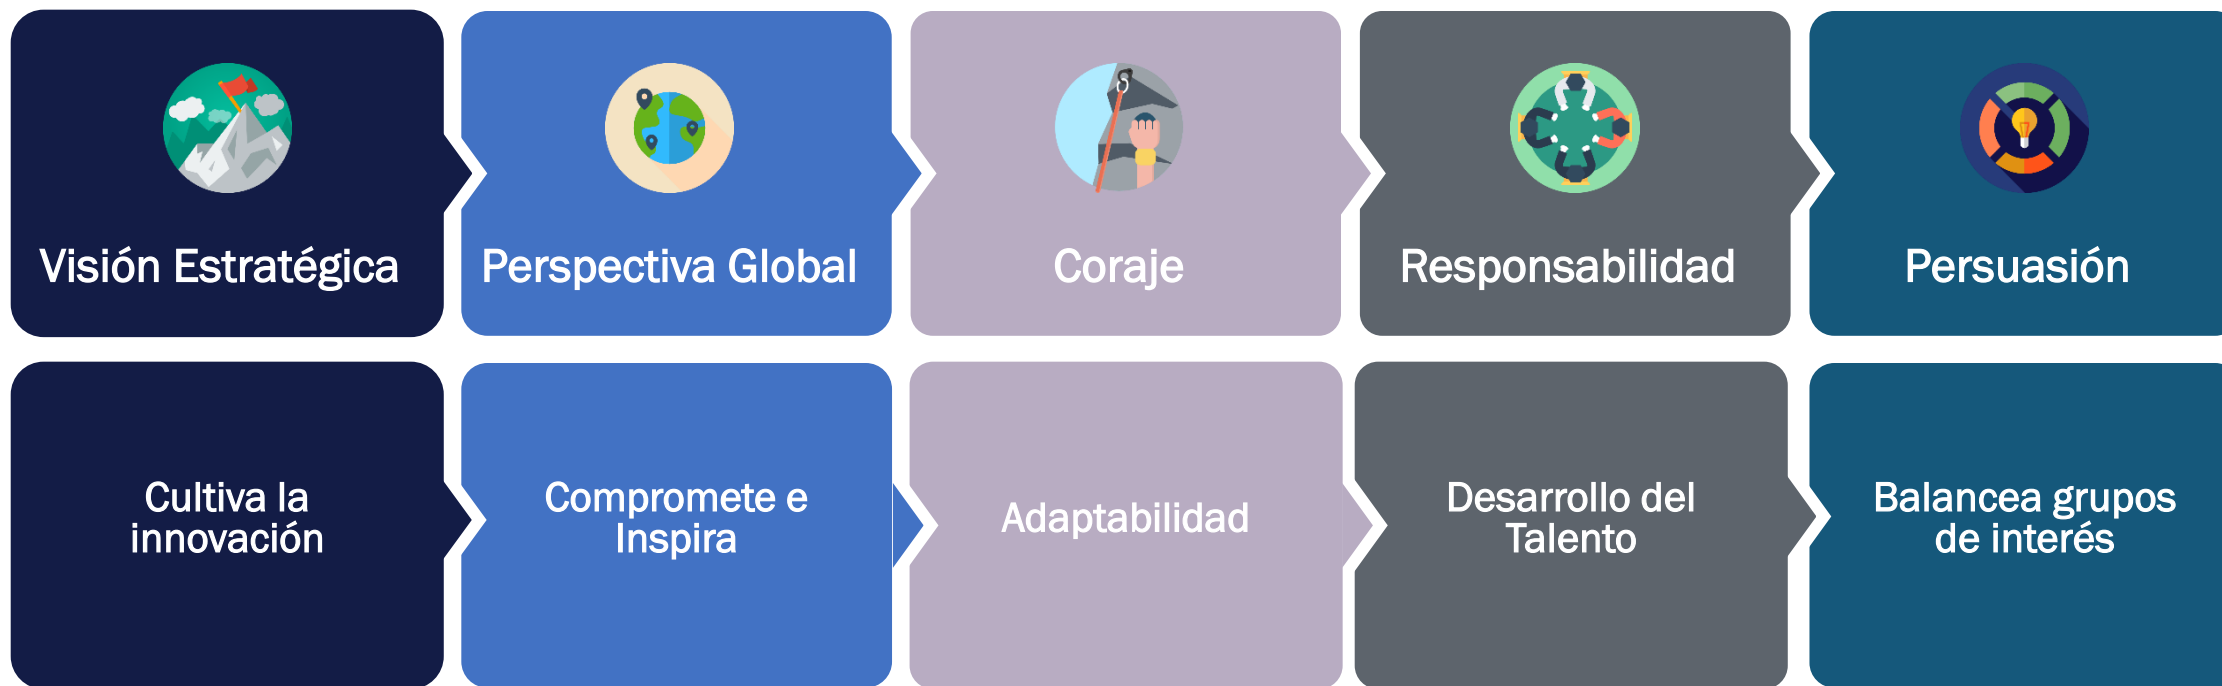 Visión Estratégica
Perspectiva Global
Coraje
Responsabilidad
Persuasión
Cultiva la
innovación
Compromete e
Inspira
Adaptabilidad
Desarrollo del
Talento
Balancea grupos
de interés